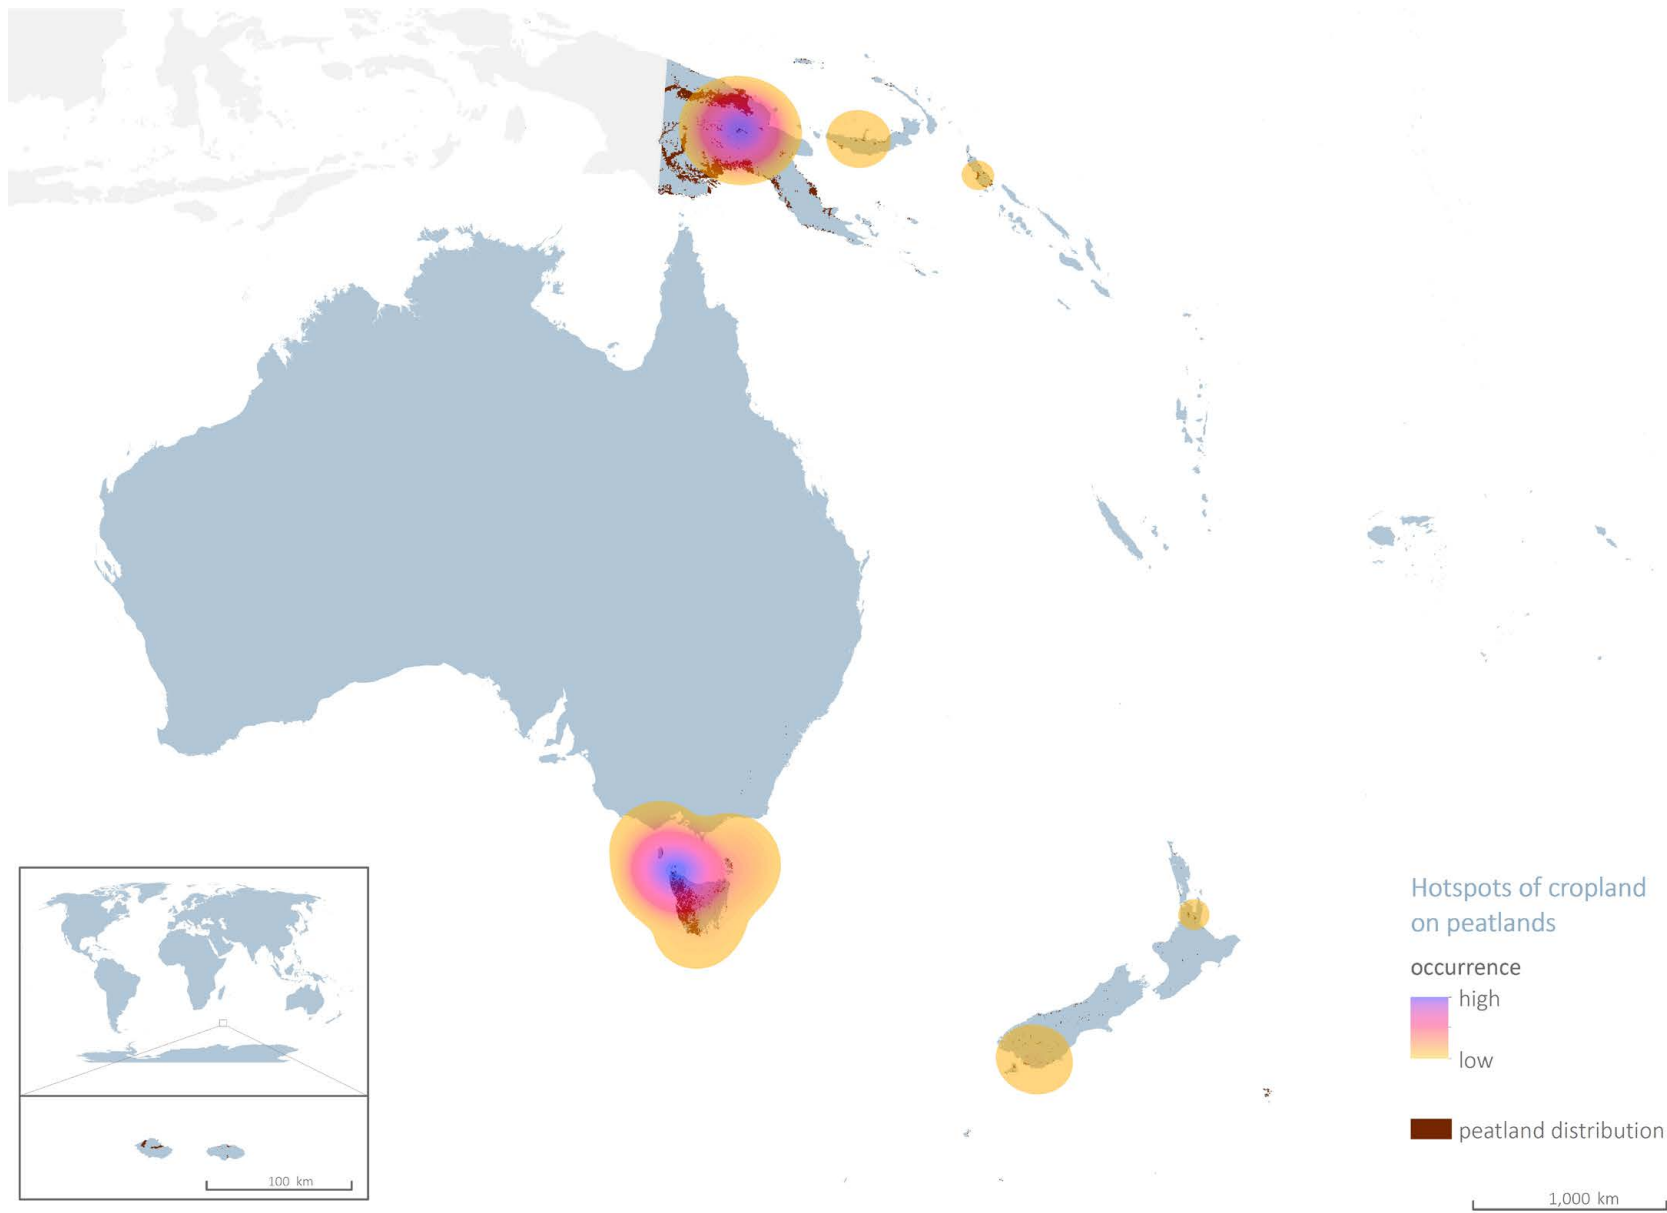 Hotspots of cropland
on peatlands
occurrence
high
low
peatland distribution
100 km
1,000 km